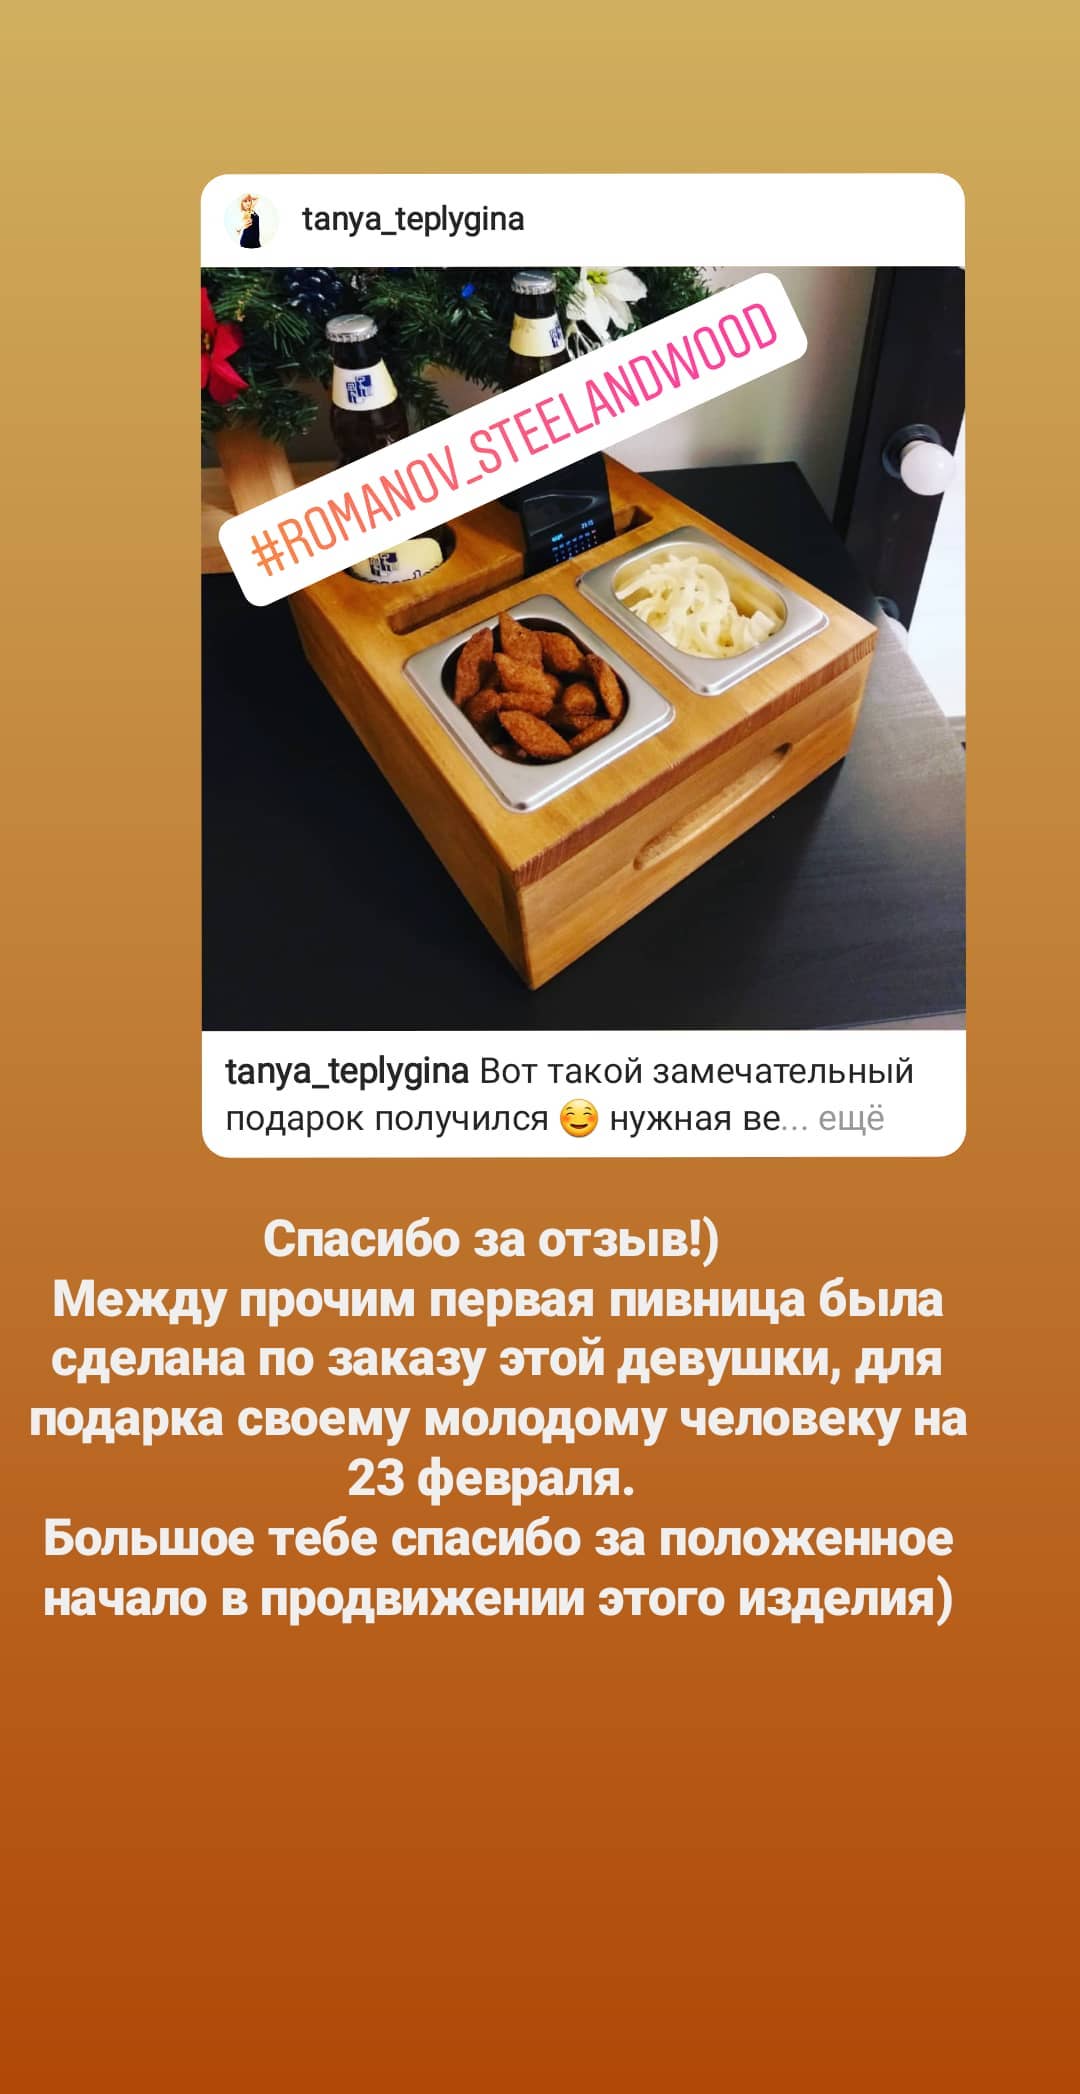 tanya_teplygina
#ROMANOV_STEELANDWOOD
tanya_teplygina Вот такой замечательный
подарок получился ☺️ нужная ве... ещё
Спасибо за отзыв!)
Между прочим первая пивница была
сделана по заказу этой девушки, для
подарка своему молодому человеку на
23 февраля.
Большое тебе спасибо за положенное
начало в продвижении этого изделия)